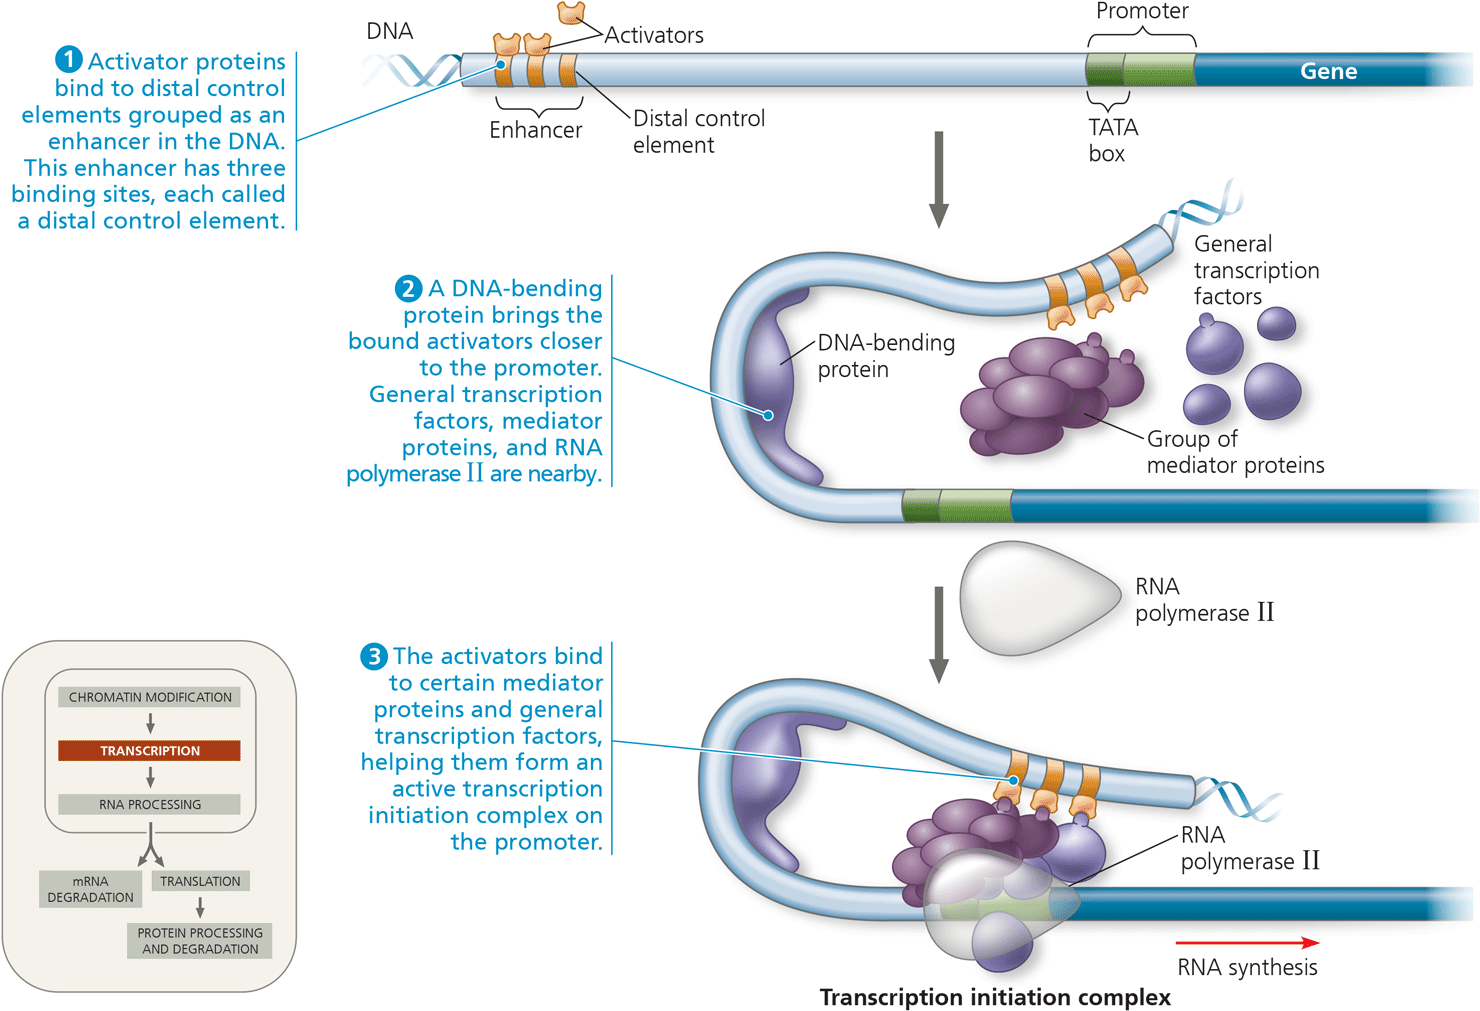 DNA
Activators
Promoter
Gene
Enhancer
Distal control
element
TATA
box
1 Activator proteins
bind to distal control
elements grouped as an
enhancer in the DNA.
This enhancer has three
binding sites, each called
a distal control element.
2 A DNA-bending
protein brings the
bound activators closer
to the promoter.
General transcription
factors, mediator
proteins, and RNA
polymerase II are nearby.
DNA-bending
protein
General
transcription
factors
Group of
mediator proteins
RNA
polymerase II
3 The activators bind
to certain mediator
proteins and general
transcription factors,
helping them form an
active transcription
initiation complex on
the promoter.
RNA
polymerase II
RNA synthesis
Transcription initiation complex
CHROMATIN MODIFICATION
TRANSCRIPTION
RNA PROCESSING
mRNA
DEGRADATION
TRANSLATION
PROTEIN PROCESSING
AND DEGRADATION